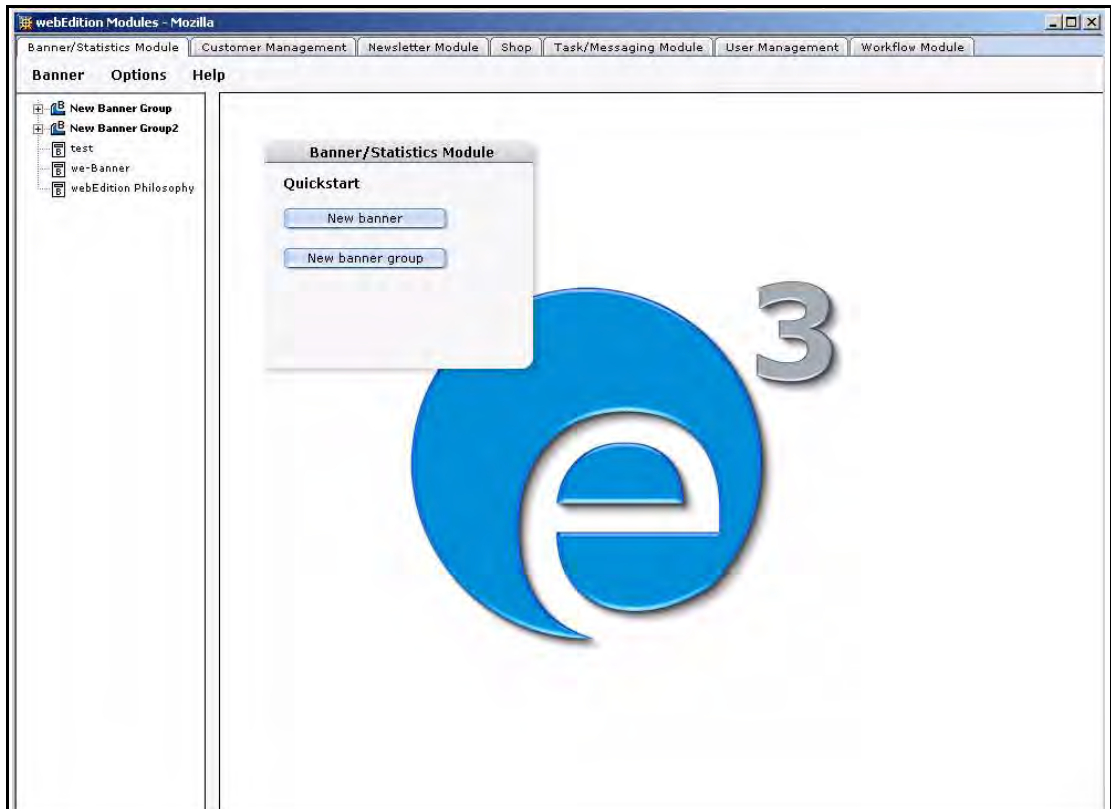 webEdition Modules - Mozilla
Banner/Statistics Module Customer Management Newsletter Module Shop Task/Messaging Module User Management Workflow Module
Banner Options Help
New Banner Group
New Banner Group2
test
we-Banner
webEdition Philosophy
Banner/Statistics Module
Quickstart
New banner
New banner group
e 3